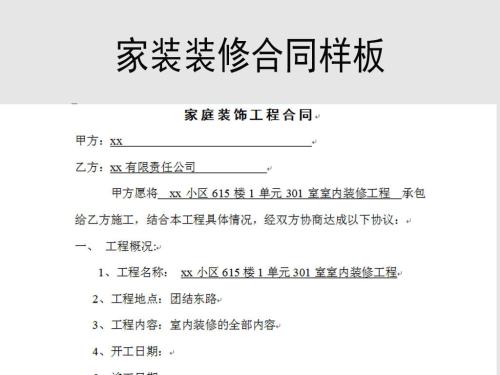 家装装修合同样板
家庭装饰工程合同
甲方：xx
乙方：xx 有限责任公司
甲方愿将 xx 小区 615 楼 1 单元 301 室室内装修工程 承包
给乙方施工，结合本工程具体情况，经双方协商达成以下协议：
一、 工程概况:
1、工程名称： xx 小区 615 楼 1 单元 301 室室内装修工程
2、工程地点：团结东路
3、工程内容：室内装修的全部内容
4、开工日期：